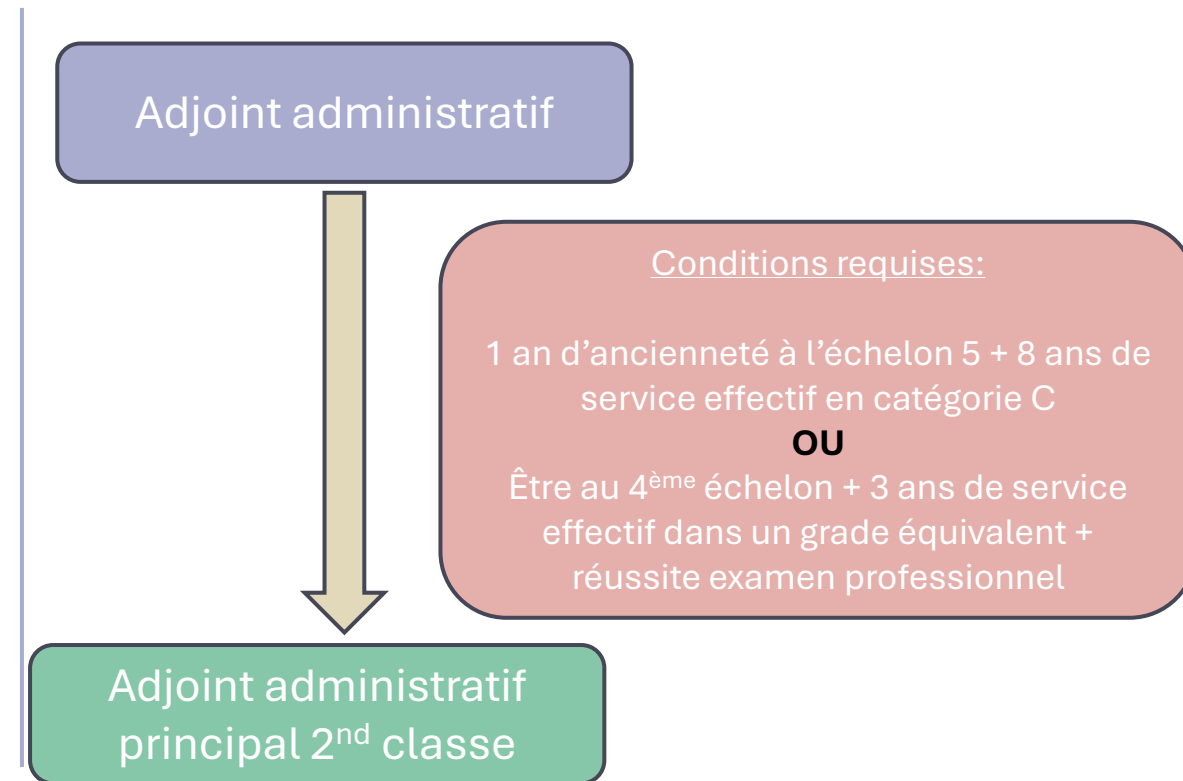 Adjoint administratif
Conditions requises:
1 an d’ancienneté à l’échelon 5 + 8 ans de
service effectif en catégorie C
OU
Être au 4ème échelon + 3 ans de service
effectif dans un grade équivalent +
réussite examen professionnel
Adjoint administratif
principal 2nd classe